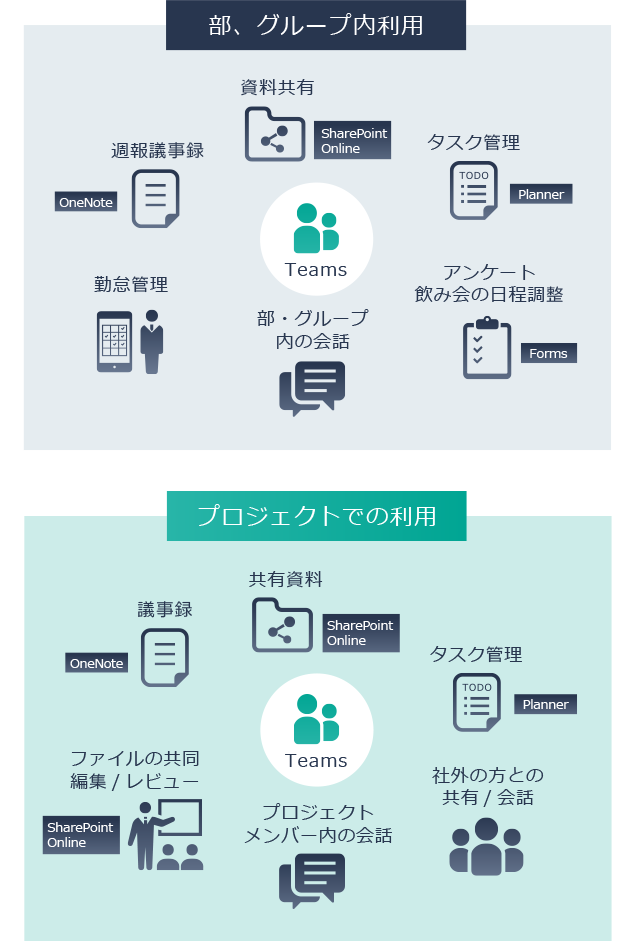 部、グループ内利用
資料共有
SharePoint
Online
週報議事録
OneNote
タスク管理
TODO
Planner
Teams
勤怠管理
アンケート
飲み会の日程調整
Forms
部・グループ
内の会話
プロジェクトでの利用
共有資料
SharePoint
Online
議事録
OneNote
タスク管理
TODO
Planner
Teams
ファイルの共同
編集 / レビュー
SharePoint
Online
社外の方との
共有 / 会話
プロジェクト
メンバー内の会話